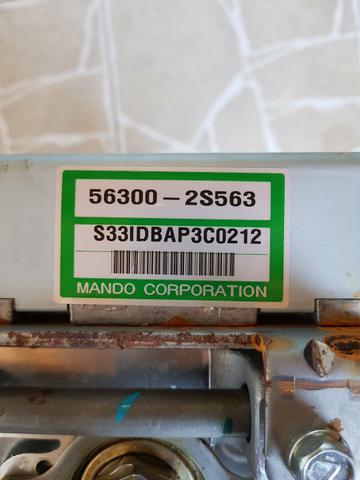 56300-2S563
S33IDBAP3C0212
MANDO CORPORATION